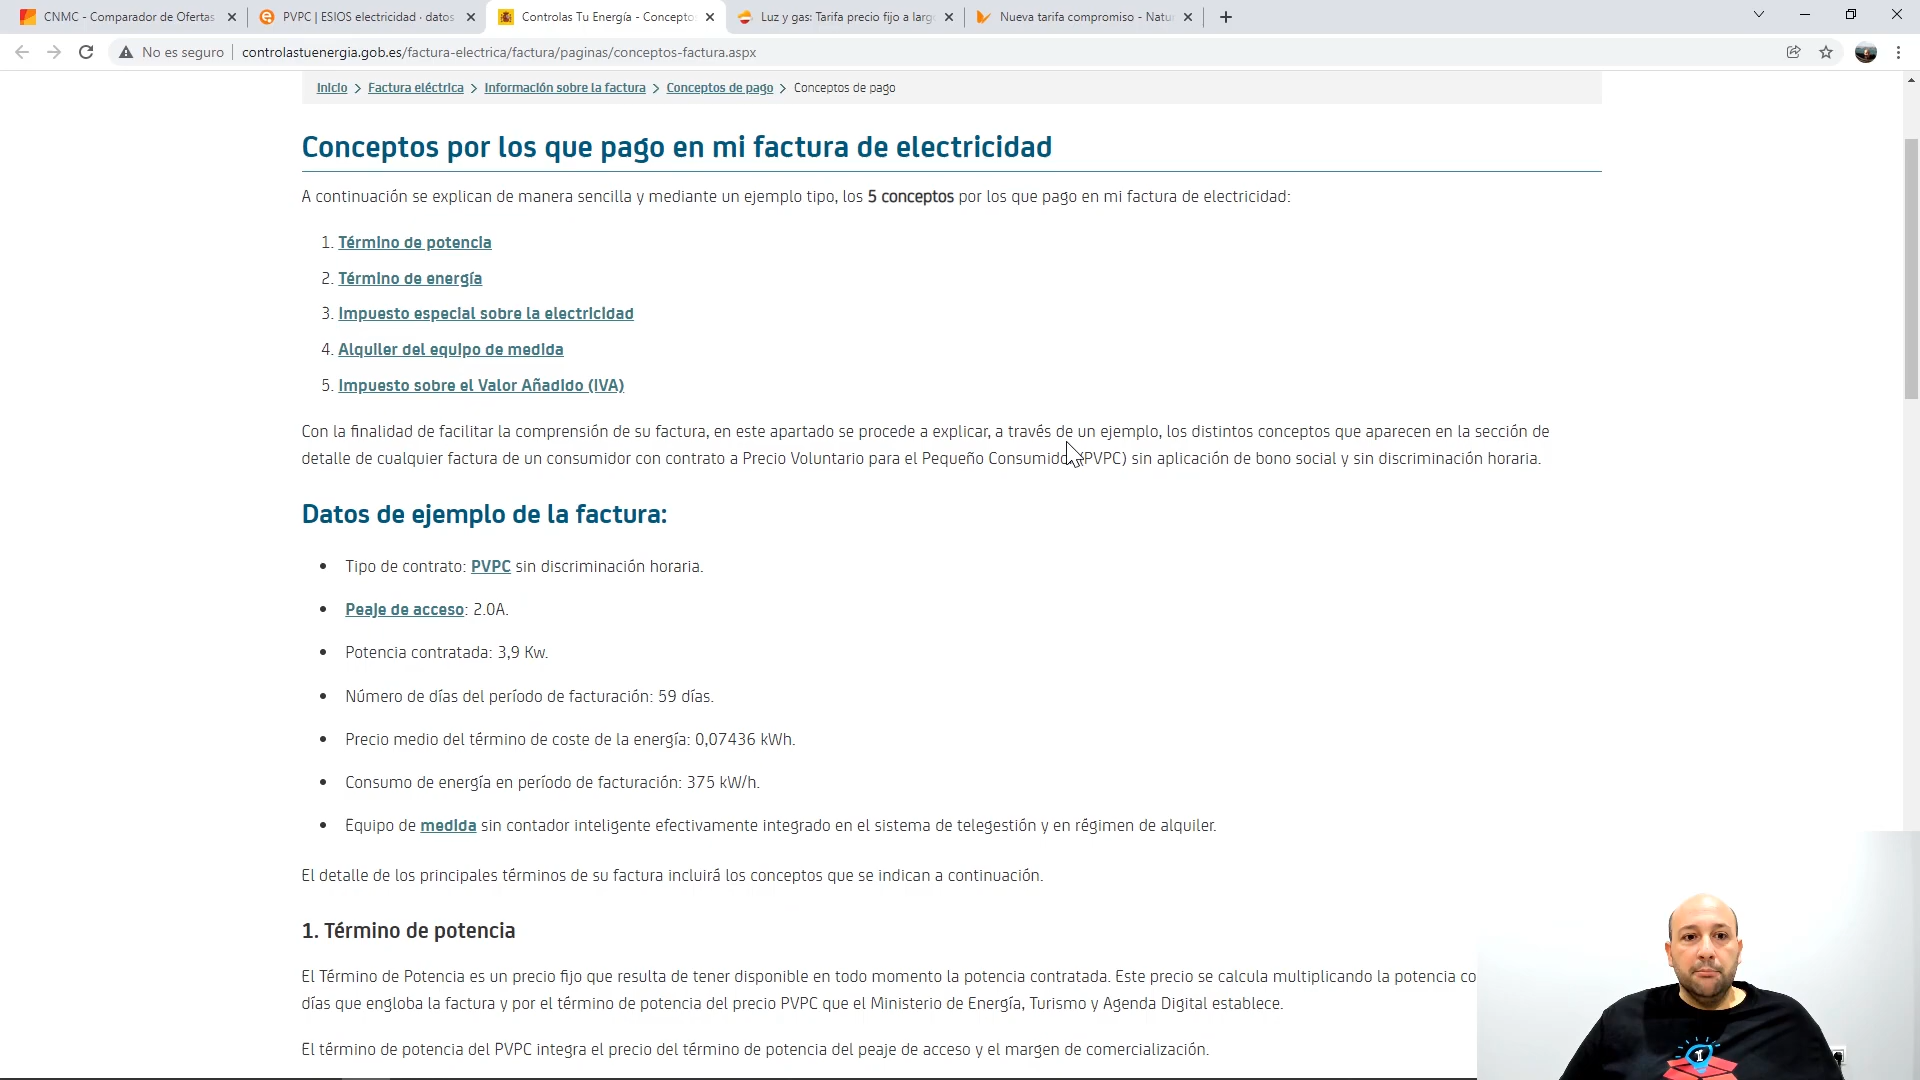 CNMC - Comparador de Ofertas
PVPC | ESIOS electricidad · datos
Controlas Tu Energía - Concepto
Luz y gas: Tarifa precio fijo a larg
Nueva tarifa compromiso - Natu
No es seguro
controlastuenergia.gob.es/factura-electrica/factura/paginas/conceptos-factura.aspx
Inicio > Factura eléctrica > Información sobre la factura > Conceptos de pago > Conceptos de pago
Conceptos por los que pago en mi factura de electricidad
A continuación se explican de manera sencilla y mediante un ejemplo tipo, los 5 conceptos por los que pago en mi factura de electricidad:
1. Término de potencia
2. Término de energía
3. Impuesto especial sobre la electricidad
4. Alquiler del equipo de medida
5. Impuesto sobre el Valor Añadido (IVA)
Con la finalidad de facilitar la comprensión de su factura, en este apartado se procede a explicar, a través de un ejemplo, los distintos conceptos que aparecen en la sección de
detalle de cualquier factura de un consumidor con contrato a Precio Voluntario para el Pequeño Consumido (PVPC) sin aplicación de bono social y sin discriminación horaria.
Datos de ejemplo de la factura:
• Tipo de contrato: PVPC sin discriminación horaria.
• Peaje de acceso: 2.0A.
• Potencia contratada: 3,9 Kw.
• Número de días del período de facturación: 59 días.
• Precio medio del término de coste de la energía: 0,07436 kWh.
• Consumo de energía en período de facturación: 375 kW/h.
• Equipo de medida sin contador inteligente efectivamente integrado en el sistema de telegestión y en régimen de alquiler.
El detalle de los principales términos de su factura incluirá los conceptos que se indican a continuación.
1. Término de potencia
El Término de Potencia es un precio fijo que resulta de tener disponible en todo momento la potencia contratada. Este precio se calcula multiplicando la potencia co
días que engloba la factura y por el término de potencia del precio PVPC que el Ministerio de Energía, Turismo y Agenda Digital establece.
El término de potencia del PVPC integra el precio del término de potencia del peaje de acceso y el margen de comercialización.